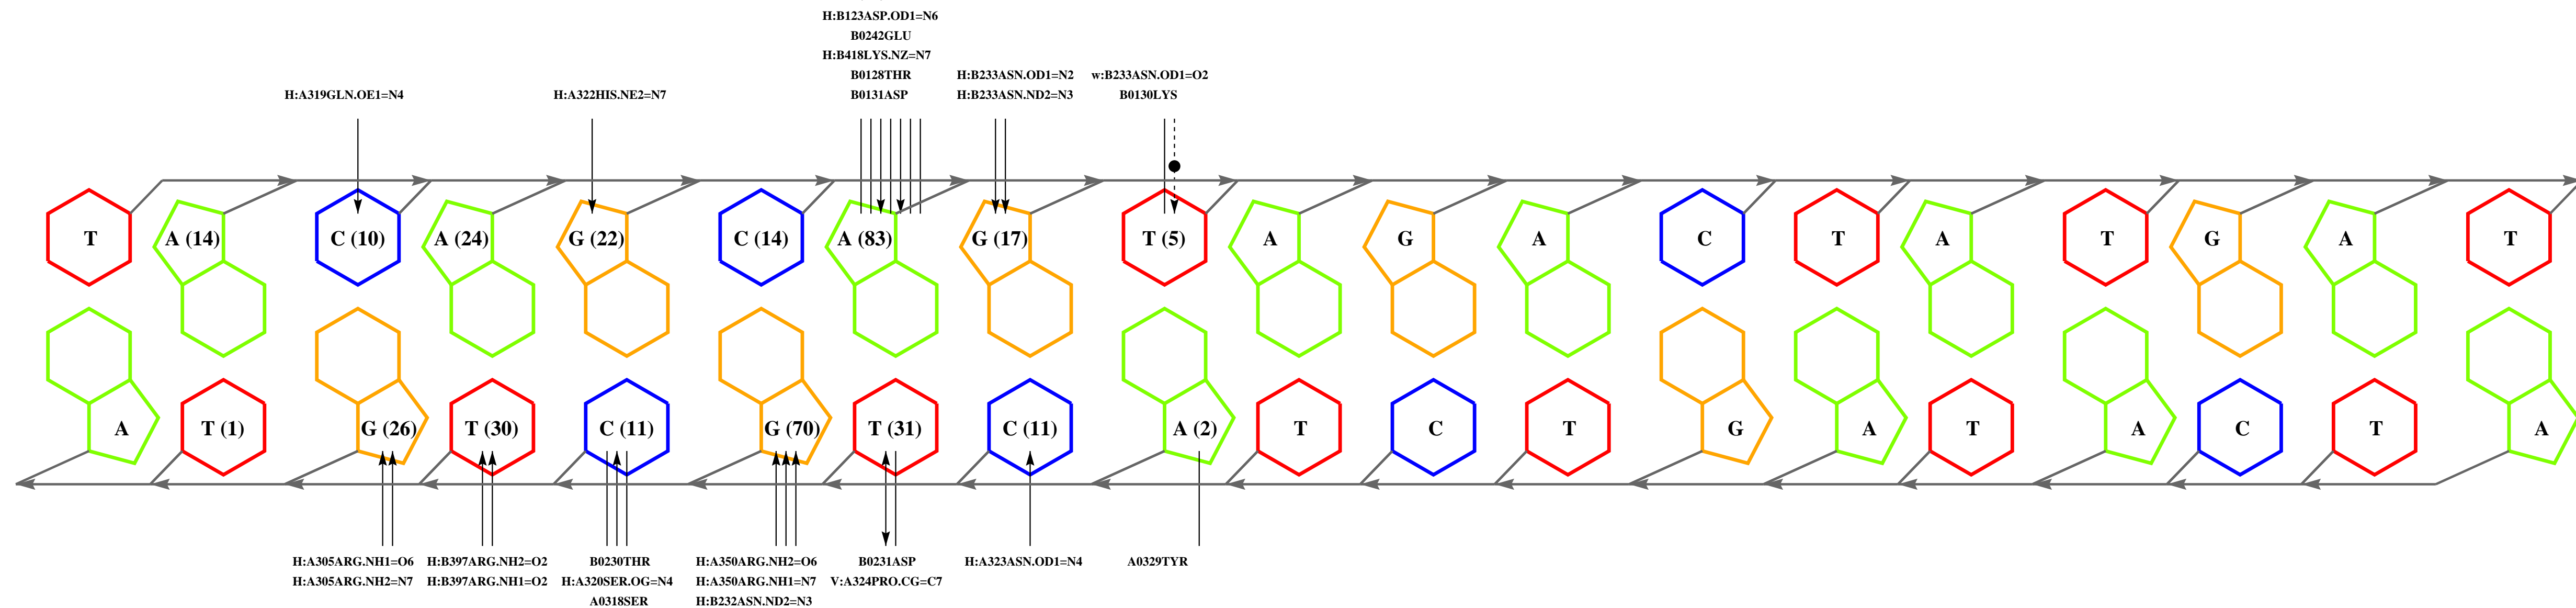 H:B123ASP.OD1=N6
B0242GLU
H:B418LYS.NZ=N7
B0128THR H:B233ASN.OD1=N2 w:B233ASN.OD1=O2
H:A319GLN.OE1=N4 H:A322HIS.NE2=N7 B0131ASP H:B233ASN.ND2=N3 B0130LYS
T A (14) C (10) A (24) G (22) C (14) A (83) G (17) T (5) A G A C T A T G A T
A T (1) G (26) T (30) C (11) G (70) T (31) C (11) A (2) T C T G A T A C T A
H:A305ARG.NH1=O6 H:B397ARG.NH2=O2 B0230THR H:A350ARG.NH2=O6 B0231ASP H:A323ASN.OD1=N4 A0329TYR
H:A305ARG.NH2=N7 H:B397ARG.NH1=O2 H:A320SER.OG=N4 H:A350ARG.NH1=N7 V:A324PRO.CG=C7
A0318SER H:B232ASN.ND2=N3